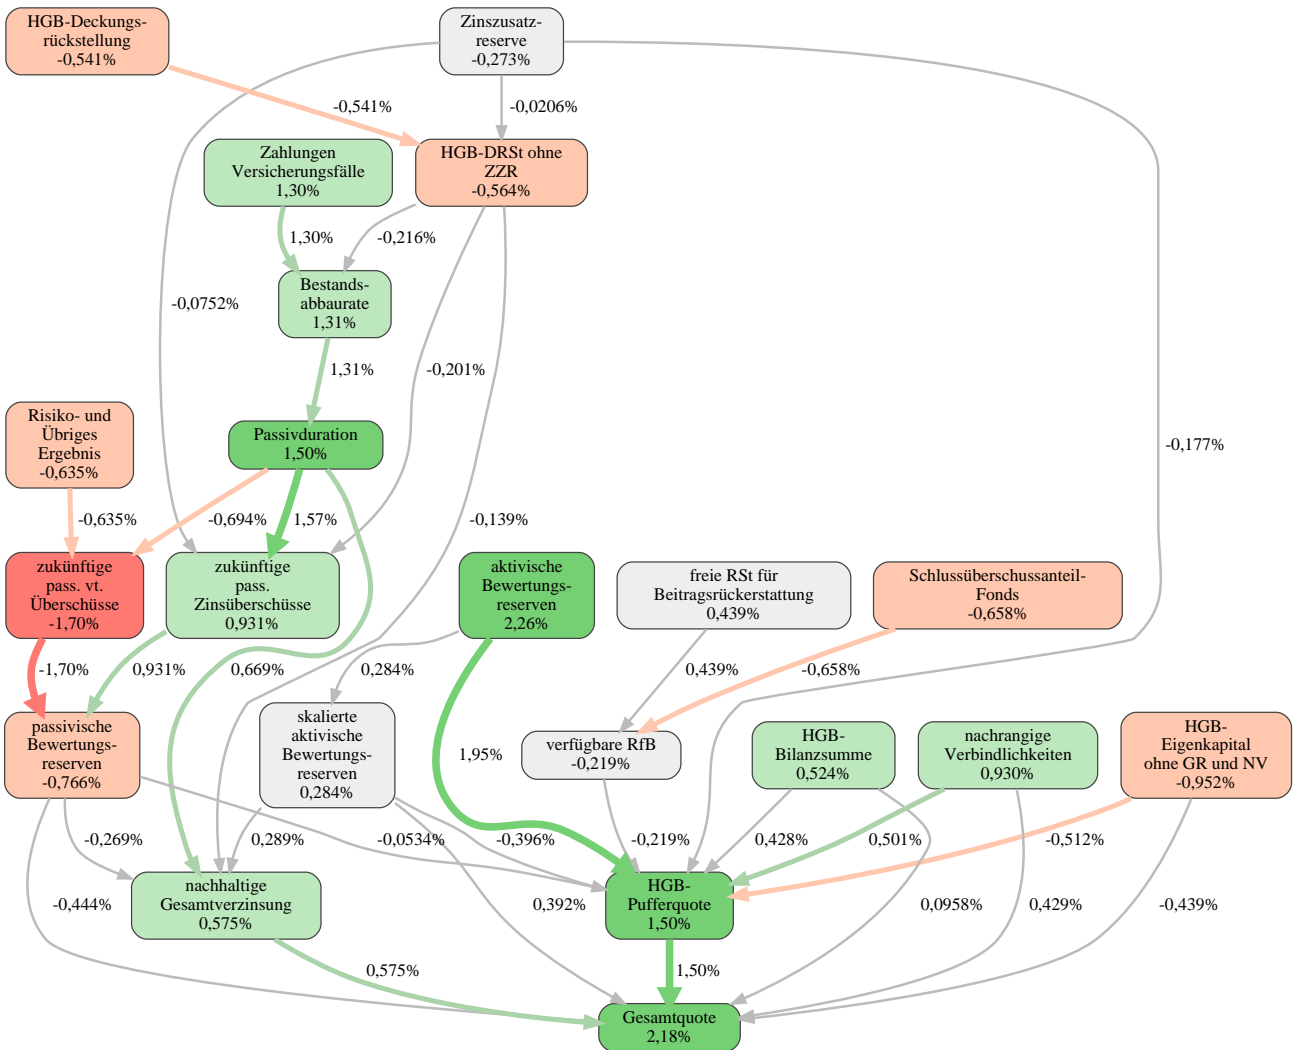 HGB-Deckungs-
rückstellung
-0,541%
Zinszusatz-
reserve
-0,273%
-0,541%
-0,0206%
Zahlungen
Versicherungsfälle
1,30%
HGB-DRSt ohne
ZZR
-0,564%
1,30%
-0,216%
Bestands-
abbaurate
1,31%
-0,0752%
1,31%
-0,201%
Risiko- und
Übriges
Ergebnis
-0,635%
Passivduration
1,50%
-0,177%
-0,635%
-0,694%
1,57%
-0,139%
zukünftige
pass. vt.
Überschüsse
-1,70%
zukünftige
pass.
Zinsüberschüsse
0,931%
aktivische
Bewertungs-
reserven
2,26%
freie RSt für
Beitragsrückerstattung
0,439%
Schlussüberschussanteil-
Fonds
-0,658%
-1,70%
0,931%
0,669%
0,284%
0,439%
-0,658%
passivische
Bewertungs-
reserven
-0,766%
skalierte
aktivische
Bewertungs-
reserven
0,284%
1,95%
verfügbare RfB
-0,219%
HGB-
Bilanzsumme
0,524%
nachrangige
Verbindlichkeiten
0,930%
HGB-
Eigenkapital
ohne GR und NV
-0,952%
-0,269%
0,289%
-0,0534%
-0,396%
-0,219%
0,428%
0,501%
-0,512%
-0,444%
nachhaltige
Gesamtverzinsung
0,575%
0,392%
HGB-
Pufferquote
1,50%
0,0958%
0,429%
-0,439%
0,575%
1,50%
Gesamtquote
2,18%